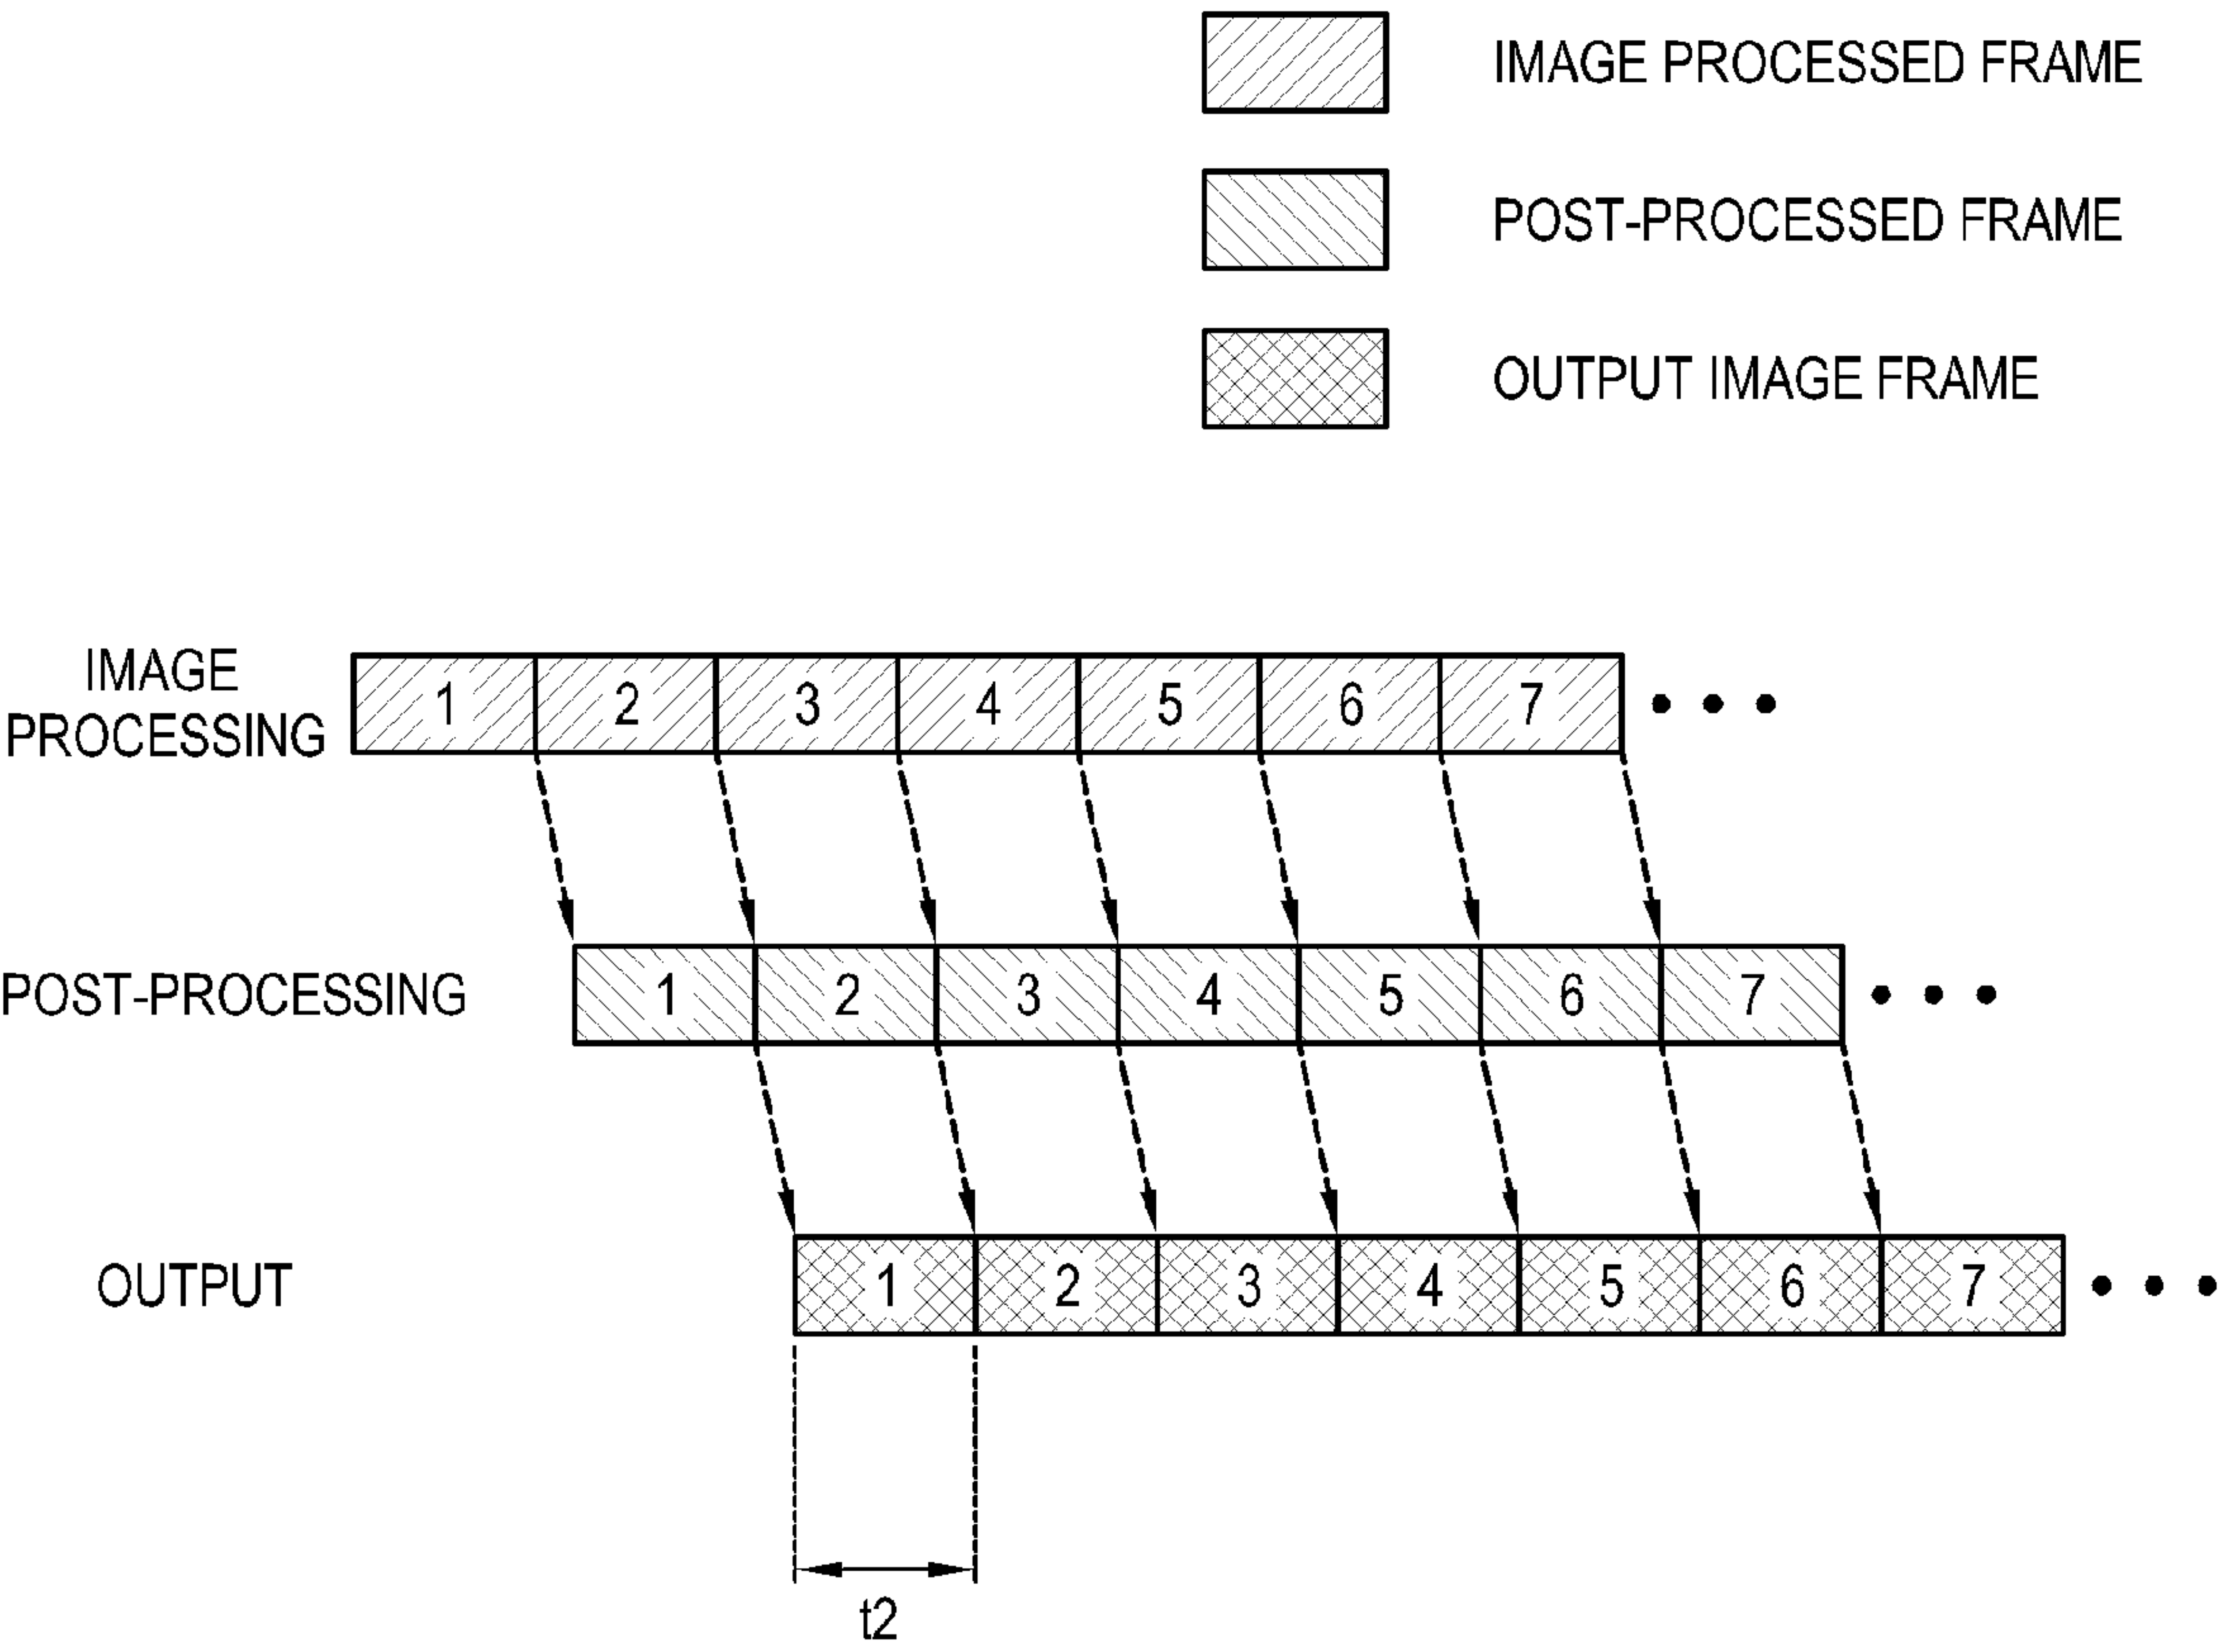 IMAGE PROCESSED FRAME
POST-PROCESSED FRAME
OUTPUT IMAGE FRAME
IMAGE
PROCESSING
1 2 3 4 5 6 7 • • •
POST-PROCESSING
1 2 3 4 5 6 7 • • •
OUTPUT
1 2 3 4 5 6 7 • • •
t2